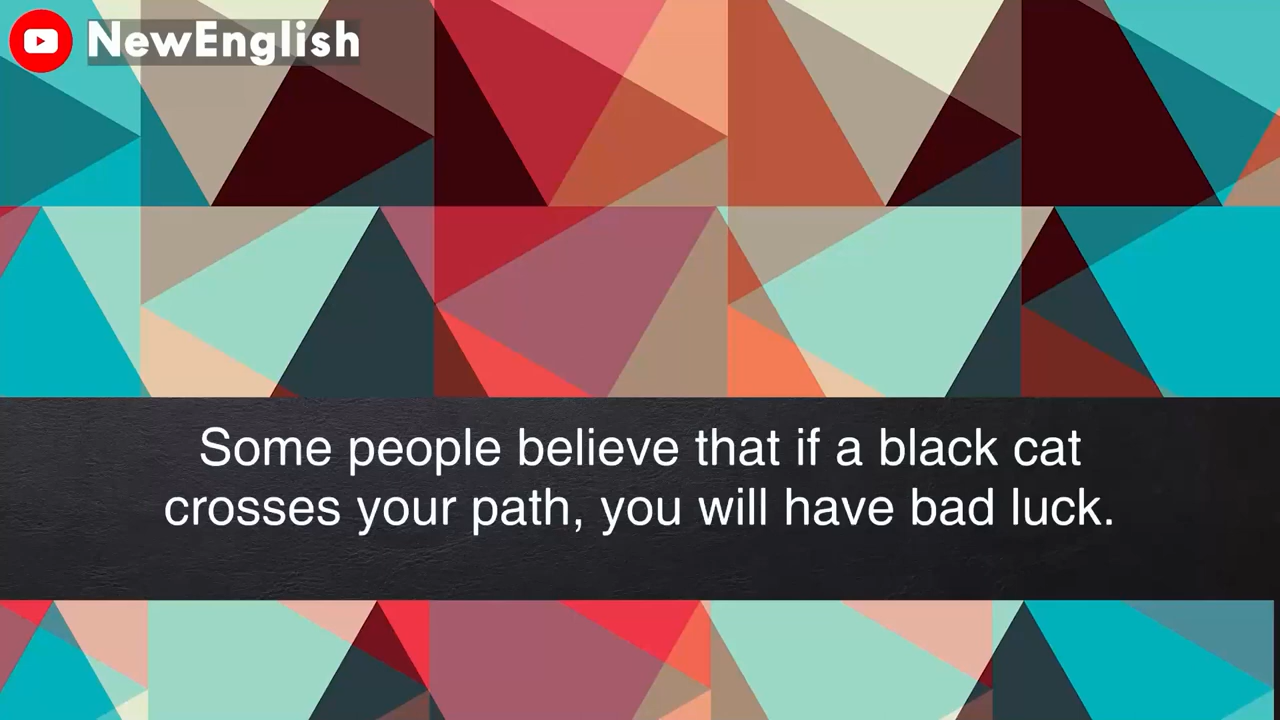 NewEnglish
Some people believe that if a black cat
crosses your path, you will have bad luck.